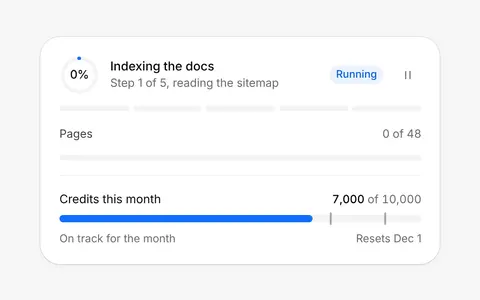 0%
Indexing the docs
Step 1 of 5, reading the sitemap
Running
Pages
0 of 48
Credits this month
7,000 of 10,000
On track for the month
Resets Dec 1